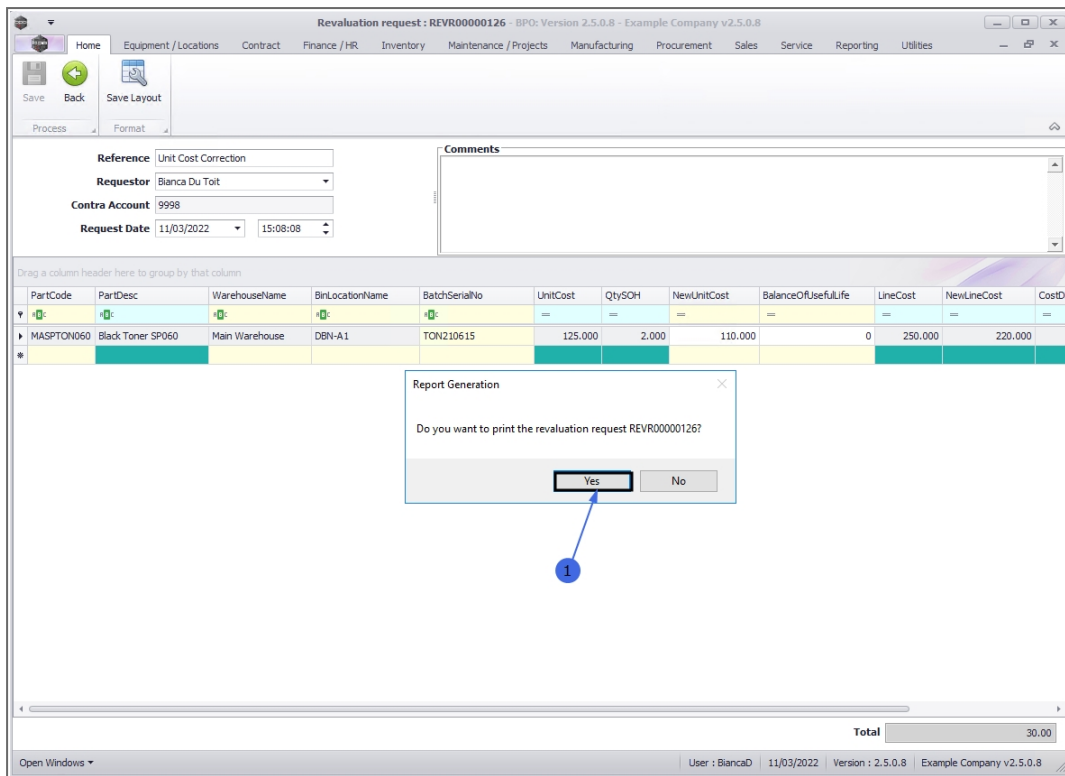 Revaluation request : REVR00000126 - BPO: Version 2.5.0.8 - Example Company v2.5.0.8
Home Equipment / Locations Contract Finance / HR Inventory Maintenance / Projects Manufacturing Procurement Sales Service Reporting Utilities
Save Back Save Layout
Process Format
Comments
Reference Unit Cost Correction
Requestor Bianca Du Toit
Contra Account 9998
Request Date 11/03/2022 15:08:08
Drag a column header here to group by that column
PartCode PartDesc WarehouseName BinLocationName BatchSerialNo UnitCost QtySOH NewUnitCost BalanceOfUsefulLife LineCost NewLineCost CostD
MASPTON060 Black Toner SP060 Main Warehouse DBN-A1 TON210615 125.000 2.000 110.000 0 250.000 220.000
Report Generation
Do you want to print the revaluation request REVR00000126?
Yes No
1
Total 30.00
Open Windows User : BiancaD 11/03/2022 Version : 2.5.0.8 Example Company v2.5.0.8